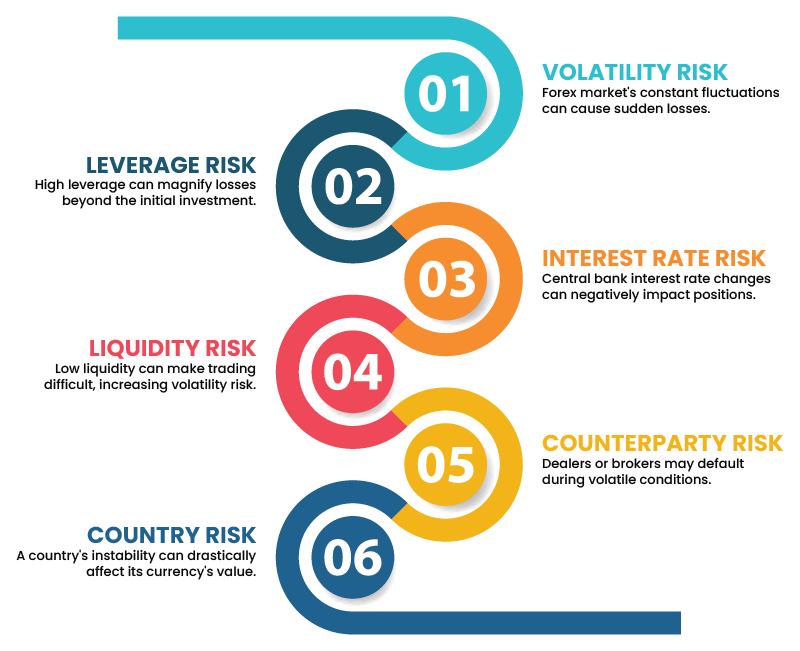 01
VOLATILITY RISK
Forex market's constant fluctuations
can cause sudden losses.
02
LEVERAGE RISK
High leverage can magnify losses
beyond the initial investment.
03
INTEREST RATE RISK
Central bank interest rate changes
can negatively impact positions.
04
LIQUIDITY RISK
Low liquidity can make trading
difficult, increasing volatility risk.
05
COUNTERPARTY RISK
Dealers or brokers may default
during volatile conditions.
06
COUNTRY RISK
A country's instability can drastically
affect its currency's value.